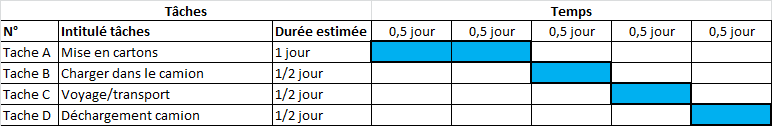 Tâches Temps
N° Intitulé tâches Durée estimée 0,5 jour 0,5 jour 0,5 jour 0,5 jour 0,5 jour
Tache A Mise en cartons 1 jour
Tache B Charger dans le camion 1/2 jour
Tache C Voyage/transport 1/2 jour
Tache D Déchargement camion 1/2 jour